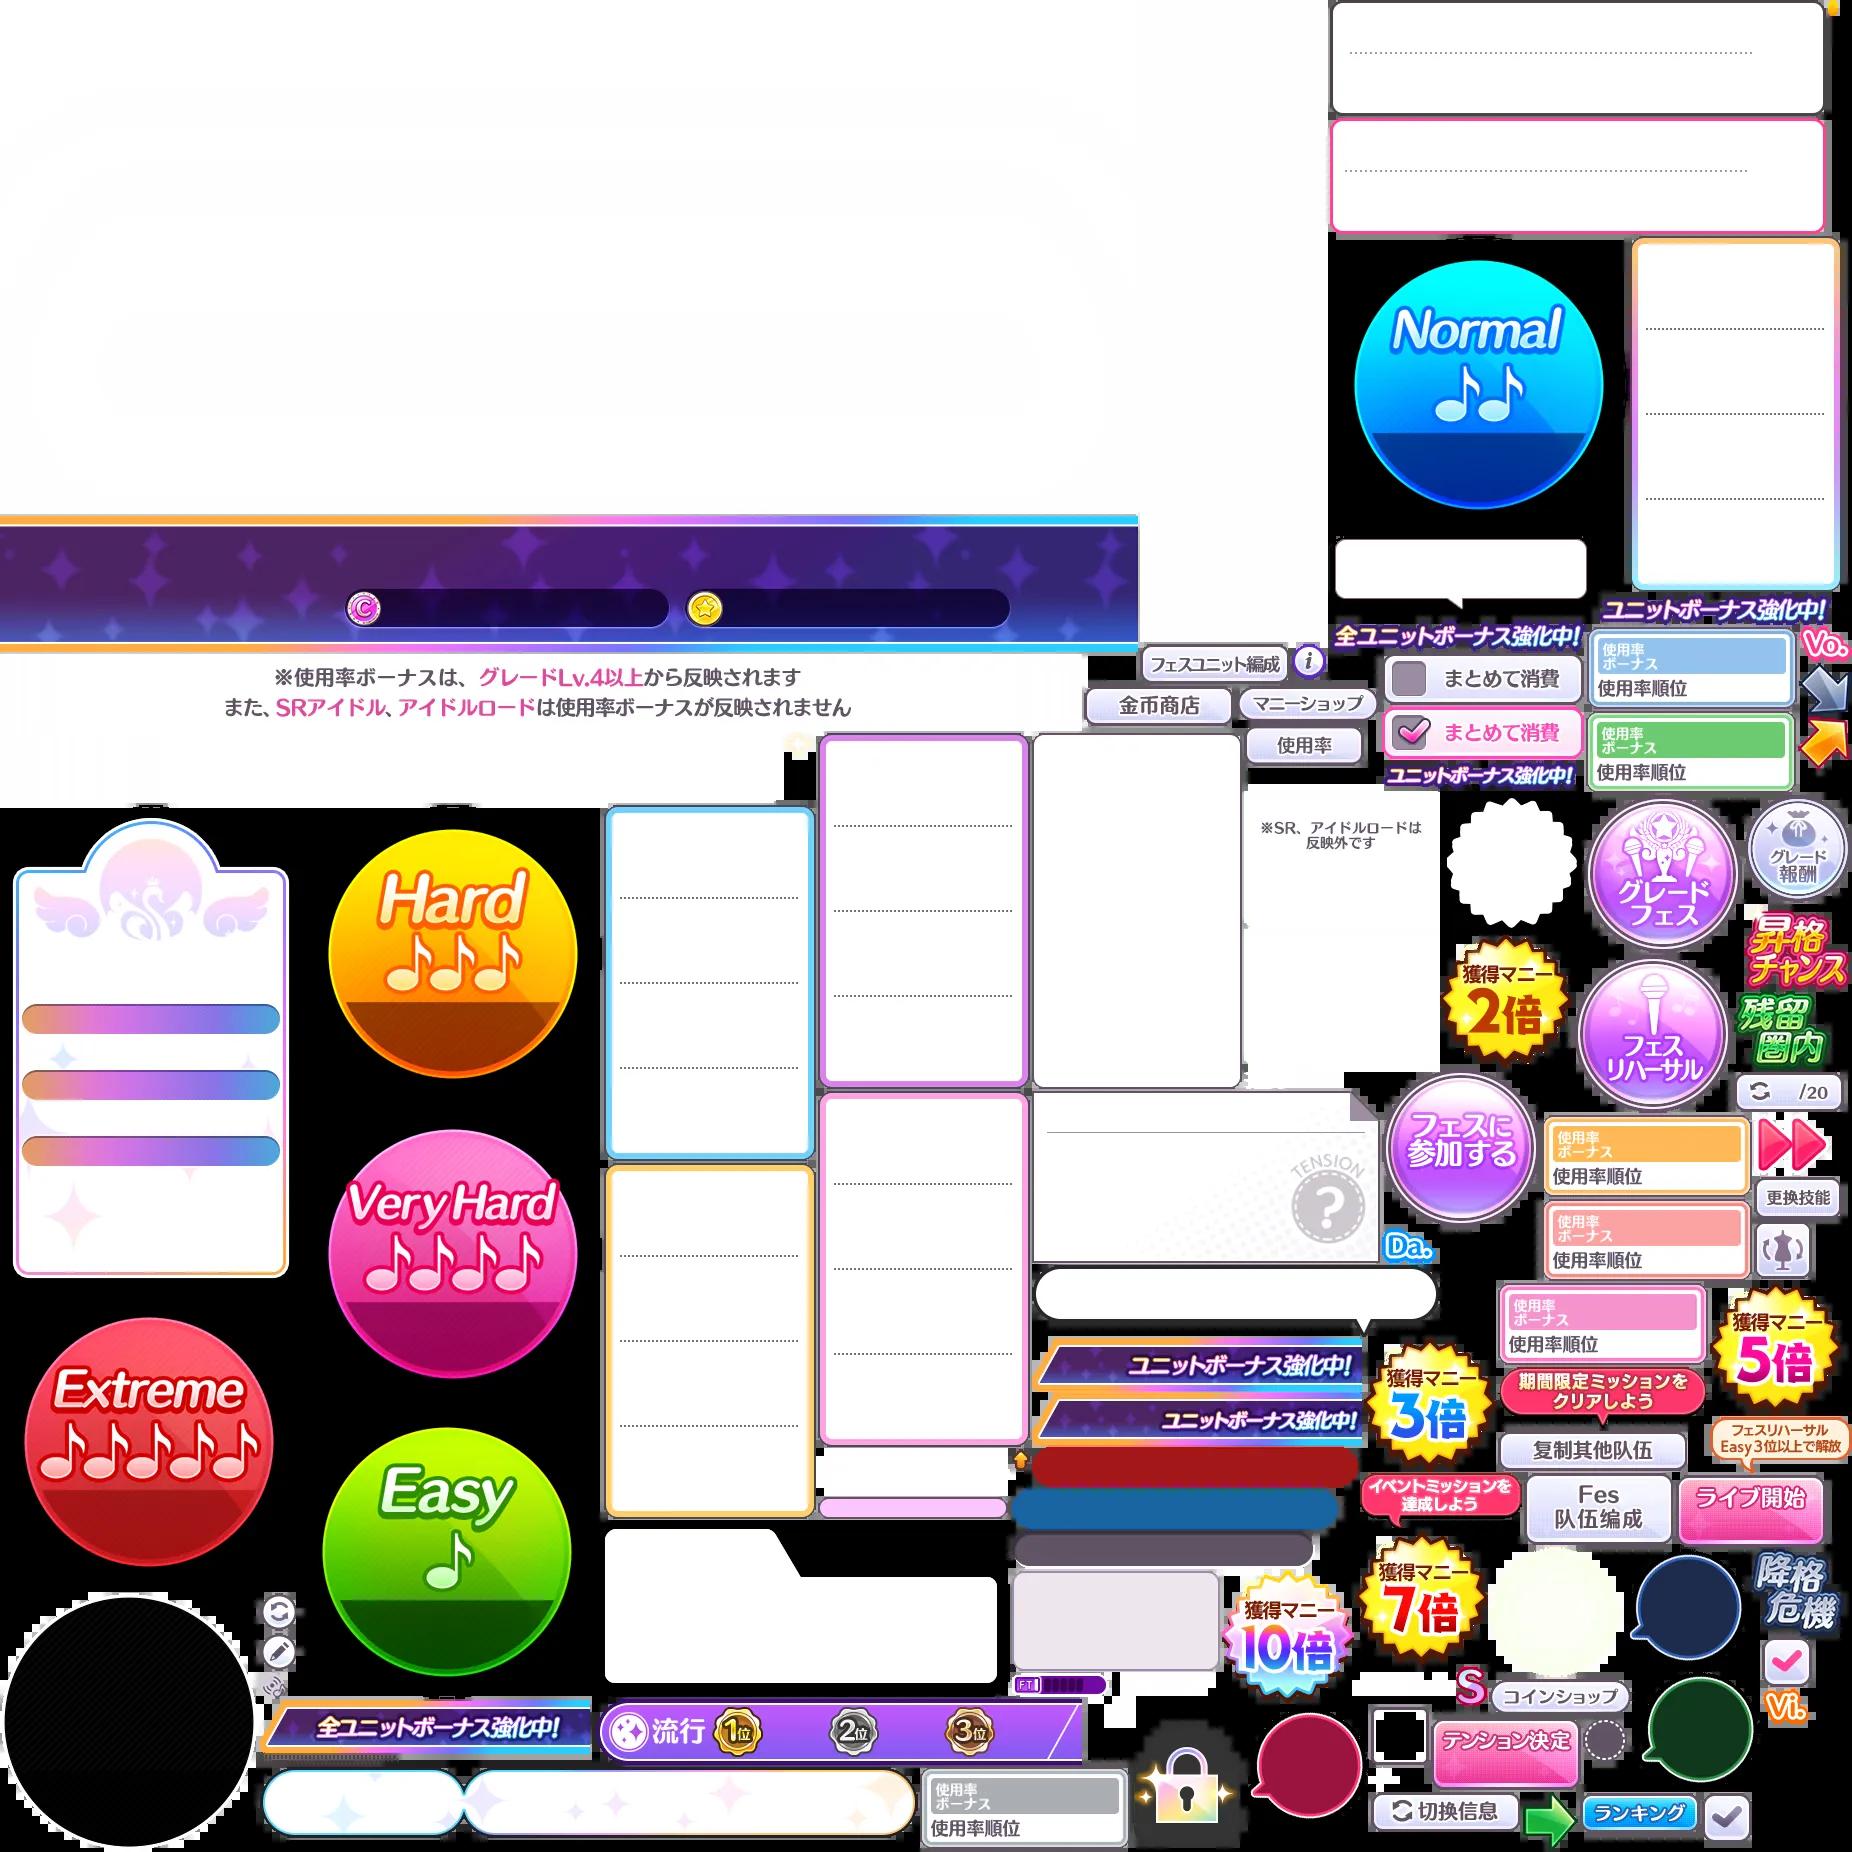 Normal
ユニットボーナス強化中!
全ユニットボーナス強化中!
使用率
ボーナス
使用率順位
Vo.
※使用率ボーナスは、グレードLv.4以上から反映されます
また、SRアイドル、アイドルロードは使用率ボーナスが反映されません
フェスユニット編成
i
まとめて消費
金币商店
マニーショップ
まとめて消費
使用率
ボーナス
使用率順位
使用率
ユニットボーナス強化中!
※SR、アイドルロードは
反映外です
グレード
フェス
グレード
報酬
Hard
昇格
チャンス
獲得マニー
2倍
フェス
リハーサル
残留
圏内
/20
フェスに
参加する
使用率
ボーナス
使用率順位
更换技能
TENSION
?
Very Hard
Da.
使用率
ボーナス
使用率順位
使用率
ボーナス
使用率順位
獲得マニー
5倍
Extreme
ユニットボーナス強化中!
ユニットボーナス強化中!
獲得マニー
3倍
期間限定ミッションを
クリアしよう
フェスリハーサル
Easy3位以上で解放
复制其他队伍
Easy
イベントミッションを
達成しよう
Fes
队伍编成
ライブ開始
獲得マニー
10倍
獲得マニー
7倍
降格
危機
FT
S
コインショップ
Vi.
全ユニットボーナス強化中!
流行
1位
2位
3位
テンション決定
使用率
ボーナス
使用率順位
切换信息
ランキング